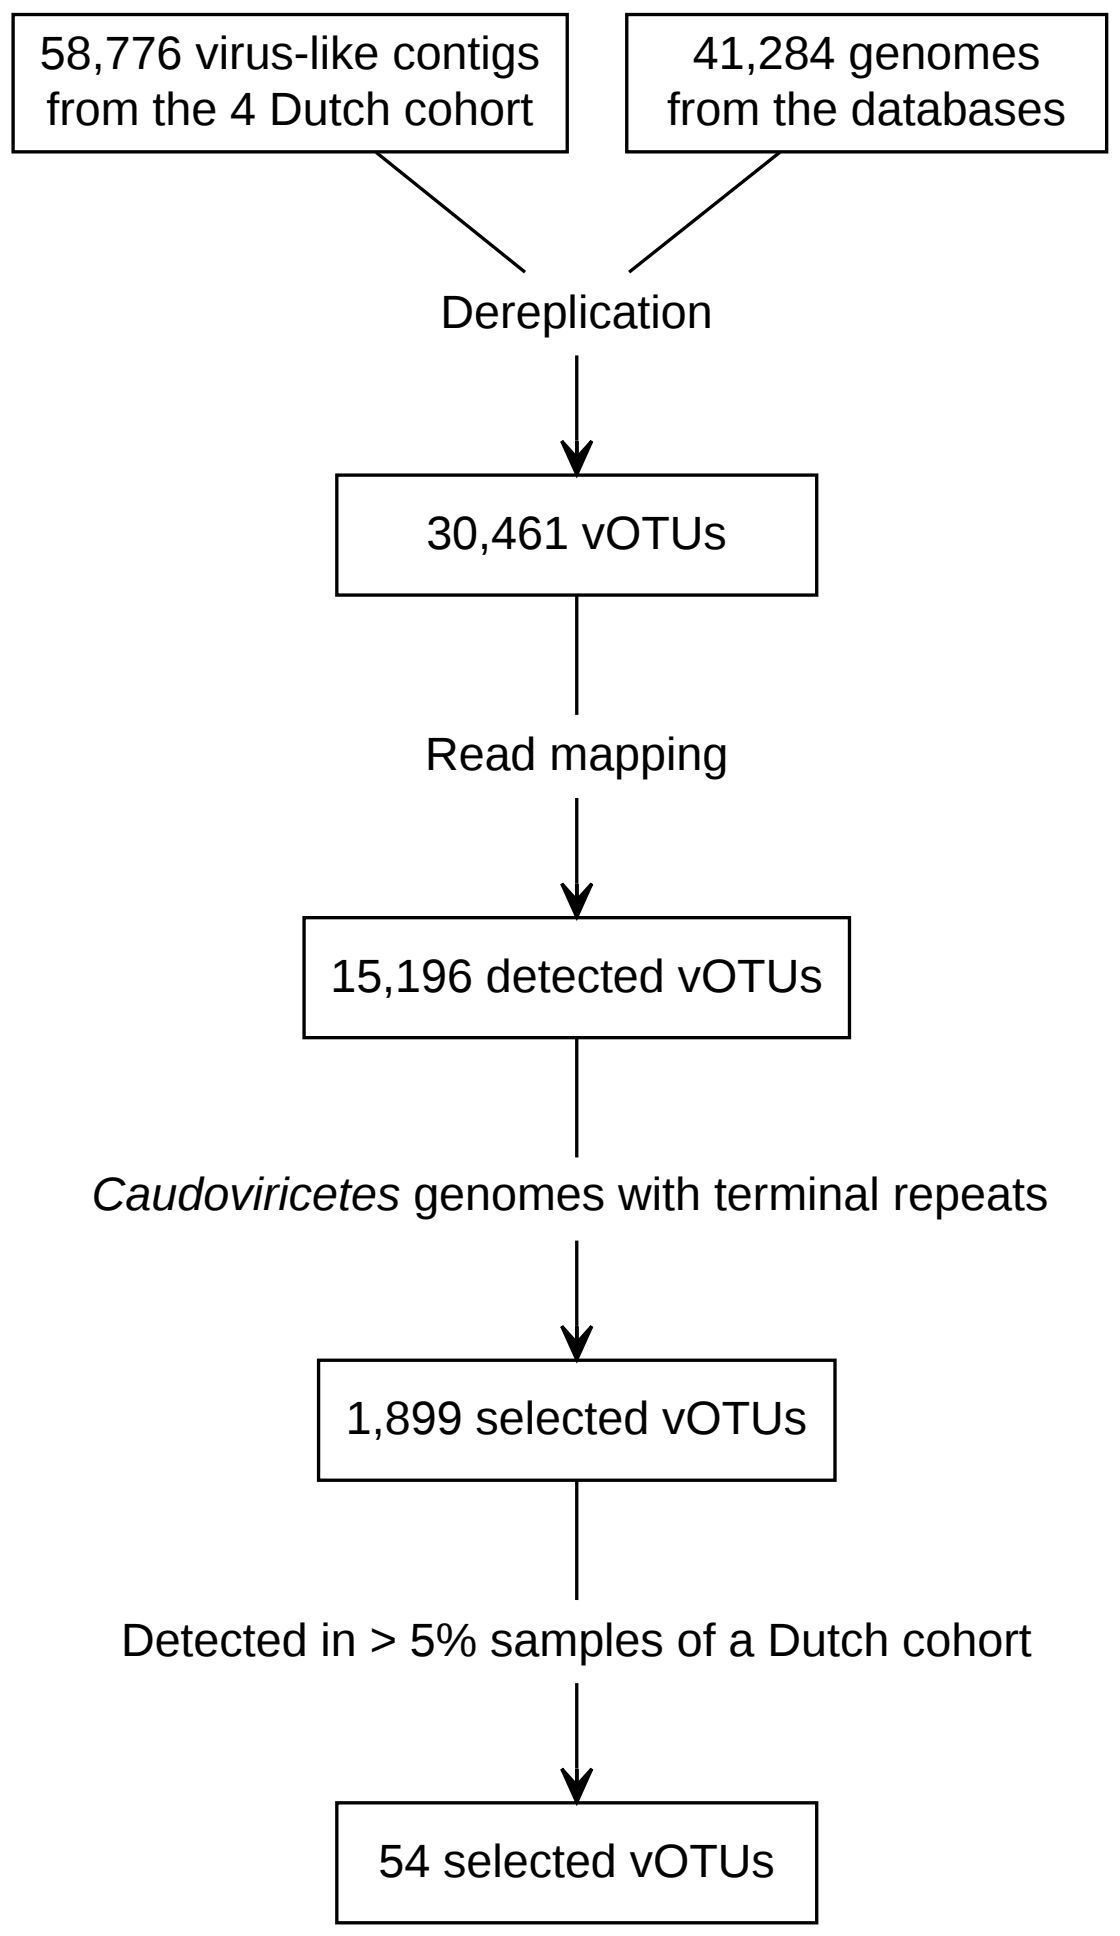 58,776 virus-like contigs
from the 4 Dutch cohort
41,284 genomes
from the databases
Dereplication
30,461 vOTUs
Read mapping
15,196 detected vOTUs
Caudoviricetes genomes with terminal repeats
1,899 selected vOTUs
Detected in > 5% samples of a Dutch cohort
54 selected vOTUs